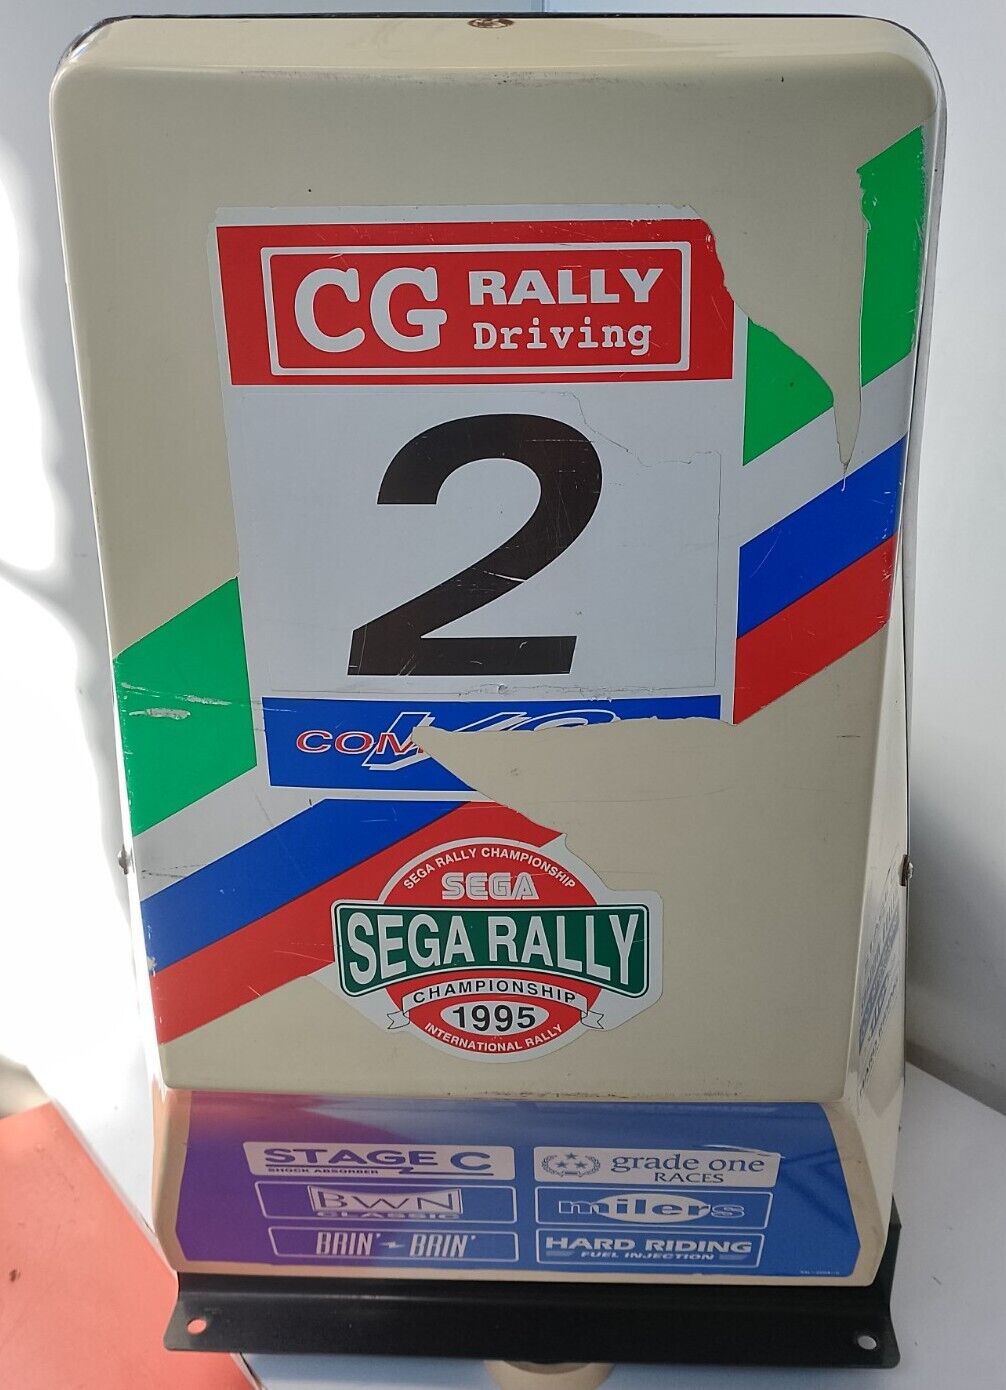 CG RALLY
Driving
2
SEGA RALLY CHAMPIONSHIP
SEGA
SEGA RALLY
CHAMPIONSHIP
1995
INTERNATIONAL RALLY
STAGE C
SHOCK ABSORBER
grade one
RACES
BWN
CLASSIC
milers
BRIN' BRIN'
HARD RIDING
FUEL INJECTION